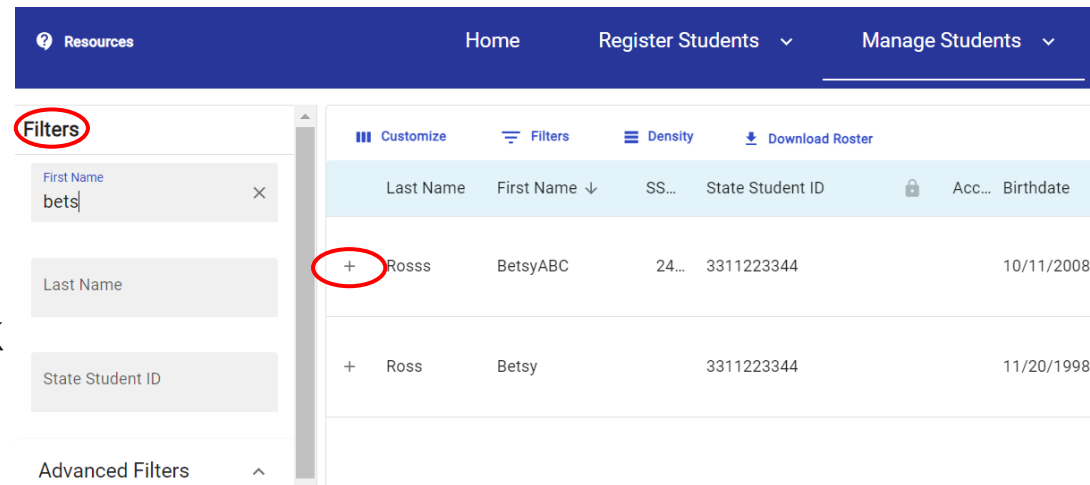 Resources
Home
Register Students
Manage Students
Filters
First Name
bets
Last Name
State Student ID
Advanced Filters
Customize
Filters
Density
Download Roster
Last Name First Name SS... State Student ID Acc... Birthdate
+ Rosss BetsyABC 24... 3311223344 10/11/2008
+ Ross Betsy 3311223344 11/20/1998